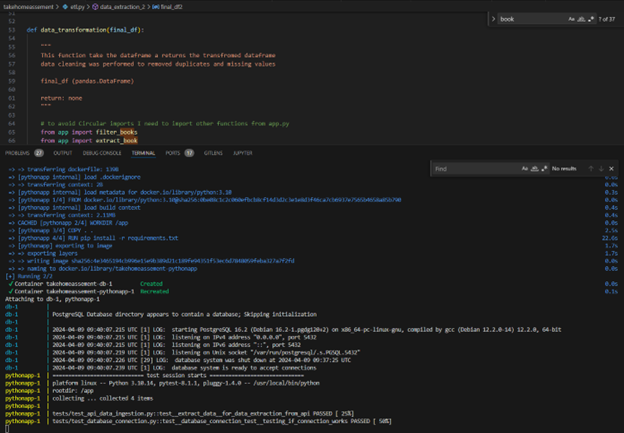 takehomeassement > etl.py > data_extraction_2 > final_df2
book
? of 37
52
53 def data_transformation(final_df):
54
55 """
56 This function take the dataframe a returns the transfromed dataframe
57 data cleaning was performed to removed duplicates and missing values
58
59 final_df (pandas.DataFrame)
60
61 return: none
62 """
63
64 # to avoid Circular imports I need to import other functions from app.py
65 from app import filter_books
66 from app import extract_book
PROBLEMS 27 OUTPUT DEBUG CONSOLE TERMINAL PORTS 52 GITLENS JUPYTER
Find
No results
=> => transferring dockerfile: 139B 0.0s
=> [pythonapp internal] load .dockerignore 0.0s
=> => transferring context: 2B 0.0s
=> [pythonapp internal] load metadata for docker.io/library/python:3.10
=> [pythonapp 1/4] FROM docker.io/library/python:3.10@sha256: 0.0s
=> [pythonapp internal] load build context 0.4s
=> => transferring context: 2.11MB 0.4s
=> CACHED [pythonapp 2/4] WORKDIR /app 0.0s
=> [pythonapp 3/4] COPY . . 2.5s
=> [pythonapp 4/4] RUN pip install -r requirements.txt 22.6s
=> [pythonapp] exporting to image 1.7s
=> => exporting layers 1.7s
=> => writing image 0.0s
=> => naming to docker.io/library/takehomeassement-pythonapp 0.0s
[+] Running 2/2
✓ Container takehomeassement-db-1 Created 0.0s
✓ Container takehomeassement-pythonapp-1 Recreated 0.1s
Attaching to db-1, pythonapp-1
db-1 |
db-1 | PostgreSQL Database directory appears to contain a database; Skipping initialization
db-1 |
db-1 | 2024-04-09 09:40:07.215 UTC [1] LOG: starting PostgreSQL 16.2 (Debian 16.2-1.pgdg120+2) on x86_64-pc-linux-gnu, compiled by gcc (Debian 12.2.0-14) 12.2.0, 64-bit
db-1 | 2024-04-09 09:40:07.215 UTC [1] LOG: listening on IPv4 address "0.0.0.0", port 5432
db-1 | 2024-04-09 09:40:07.215 UTC [1] LOG: listening on IPv6 address "::", port 5432
db-1 | 2024-04-09 09:40:07.219 UTC [1] LOG: listening on Unix socket "/var/run/postgresql/.s.PGSQL.5432"
db-1 | 2024-04-09 09:40:07.226 UTC [29] LOG: database system was shut down at 2024-04-09 09:37:25 UTC
db-1 | 2024-04-09 09:40:07.239 UTC [1] LOG: database system is ready to accept connections
pythonapp-1 | ============================= test session starts ==============================
pythonapp-1 | platform linux -- Python 3.10.14, pytest-8.1.1, pluggy-1.4.0 -- /usr/local/bin/python
pythonapp-1 | rootdir: /app
pythonapp-1 | collecting ... collected 4 items
pythonapp-1 |
pythonapp-1 | tests/test_api_data_ingestion.py::test__extract_data__for_data_extraction_from_api PASSED [ 25%]
pythonapp-1 | tests/test_database_connection.py::test__database_connection_test__testing_if_connection_works PASSED [ 50%]